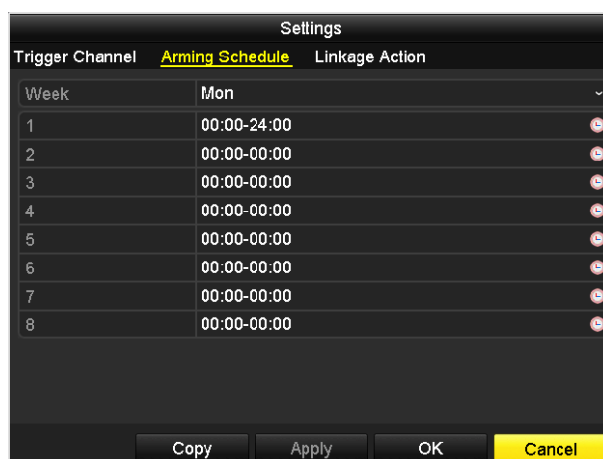 Settings
Trigger Channel Arming Schedule Linkage Action
Week Mon
1 00:00-24:00
2 00:00-00:00
3 00:00-00:00
4 00:00-00:00
5 00:00-00:00
6 00:00-00:00
7 00:00-00:00
8 00:00-00:00
Copy Apply OK Cancel